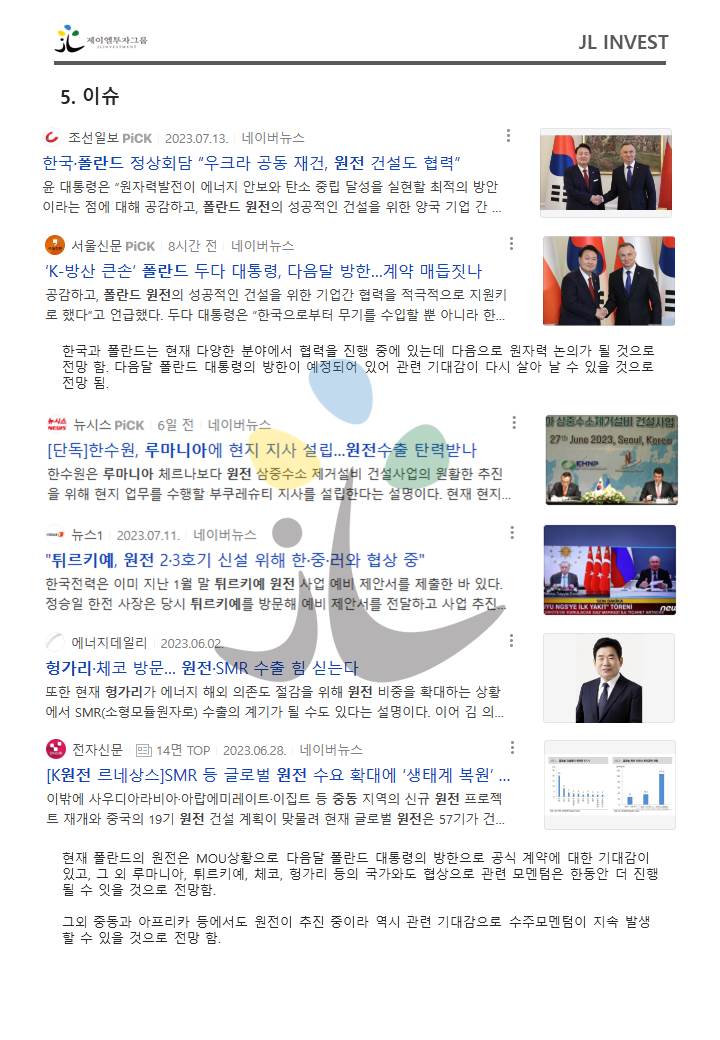 제이엘투자그룹
JL INVESTMENT
JL INVEST
5. 이슈
조선일보 PiCK 2023.07.13. 네이버뉴스
한국·폴란드 정상회담 “우크라 공동 재건, 원전 건설도 협력”
윤 대통령은 “원자력발전이 에너지 안보와 탄소 중립 달성을 실현할 최적의 방안
이라는 점에 대해 공감하고, 폴란드 원전의 성공적인 건설을 위한 양국 기업 간 ...
서울신문 PiCK 8시간 전 네이버뉴스
‘K-방산 큰손’ 폴란드 두다 대통령, 다음달 방한...계약 매듭짓나
공감하고, 폴란드 원전의 성공적인 건설을 위한 기업간 협력을 적극적으로 지원키
로 했다”고 언급했다. 두다 대통령은 “한국으로부터 무기를 수입할 뿐 아니라 한...
한국과 폴란드는 현재 다양한 분야에서 협력을 진행 중에 있는데 다음으로 원자력 논의가 될 것으로
전망 함. 다음달 폴란드 대통령의 방한이 예정되어 있어 관련 기대감이 다시 살아 날 수 있을 것으로
전망 됨.
뉴시스 PiCK 6일 전 네이버뉴스
[단독]한수원, 루마니아에 현지 지사 설립...원전수출 탄력받나
한수원은 루마니아 체르나보다 원전 삼중수소 제거설비 건설사업의 원활한 추진
을 위해 현지 업무를 수행할 부쿠레슈티 지사를 설립한다는 설명이다. 현재 현지...
아 삼중수소제거설비 건설사업
27th June 2023, Seoul, Korea
KHNP
뉴스1 2023.07.11. 네이버뉴스
"튀르키예, 원전 2·3호기 신설 위해 한·중·러와 협상 중"
한국전력은 이미 지난 1월 말 튀르키예 원전 사업 예비 제안서를 제출한 바 있다.
정승일 한전 사장은 당시 튀르키예를 방문해 예비 제안서를 전달하고 사업 추진...
SON DAKİKA
UYU NGS'YE İLK YAKIT" TÖRENİ
에너지데일리 2023.06.02.
헝가리·체코 방문... 원전·SMR 수출 힘 싣는다
또한 현재 헝가리가 에너지 해외 의존도 절감을 위해 원전 비중을 확대하는 상황
에서 SMR(소형모듈원자로) 수출의 계기가 될 수도 있다는 설명이다. 이어 김 의...
전자신문 14면 TOP 2023.06.28. 네이버뉴스
[K원전 르네상스]SMR 등 글로벌 원전 수요 확대에 ‘생태계 복원’ ...
이밖에 사우디아라비아·아랍에미레이트·이집트 등 중동 지역의 신규 원전 프로젝
트 재개와 중국의 19기 원전 건설 계획이 맞물려 현재 글로벌 원전은 57기가 건...
현재 폴란드의 원전은 MOU상황으로 다음달 폴란드 대통령의 방한으로 공식 계약에 대한 기대감이
있고, 그 외 루마니아, 튀르키예, 체코, 헝가리 등의 국가와도 협상으로 관련 모멘텀은 한동안 더 진행
될 수 잇을 것으로 전망함.
그외 중동과 아프리카 등에서도 원전이 추진 중이라 역시 관련 기대감으로 수주모멘텀이 지속 발생
할 수 있을 것으로 전망 함.